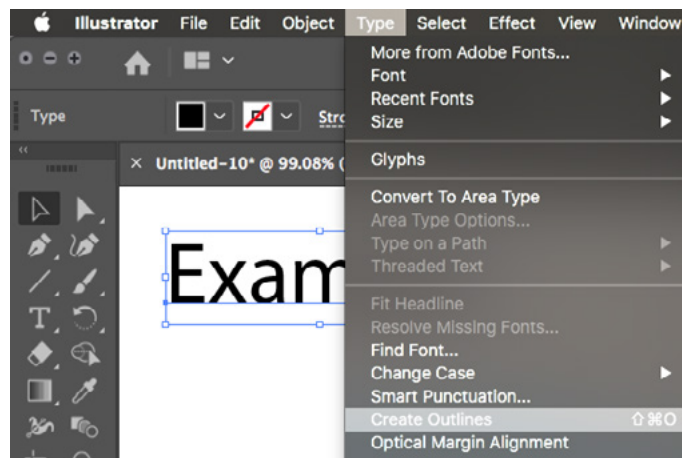 Illustrator File Edit Object Type Select Effect View Window
More from Adobe Fonts...
Font
Recent Fonts
Size
Type
Glyphs
× Untitled-10* @ 99.08% (
Convert To Area Type
Area Type Options...
Type on a Path
Threaded Text
Exam
Fit Headline
Resolve Missing Fonts...
Find Font...
Change Case
Smart Punctuation...
Create Outlines ⇧⌘O
Optical Margin Alignment